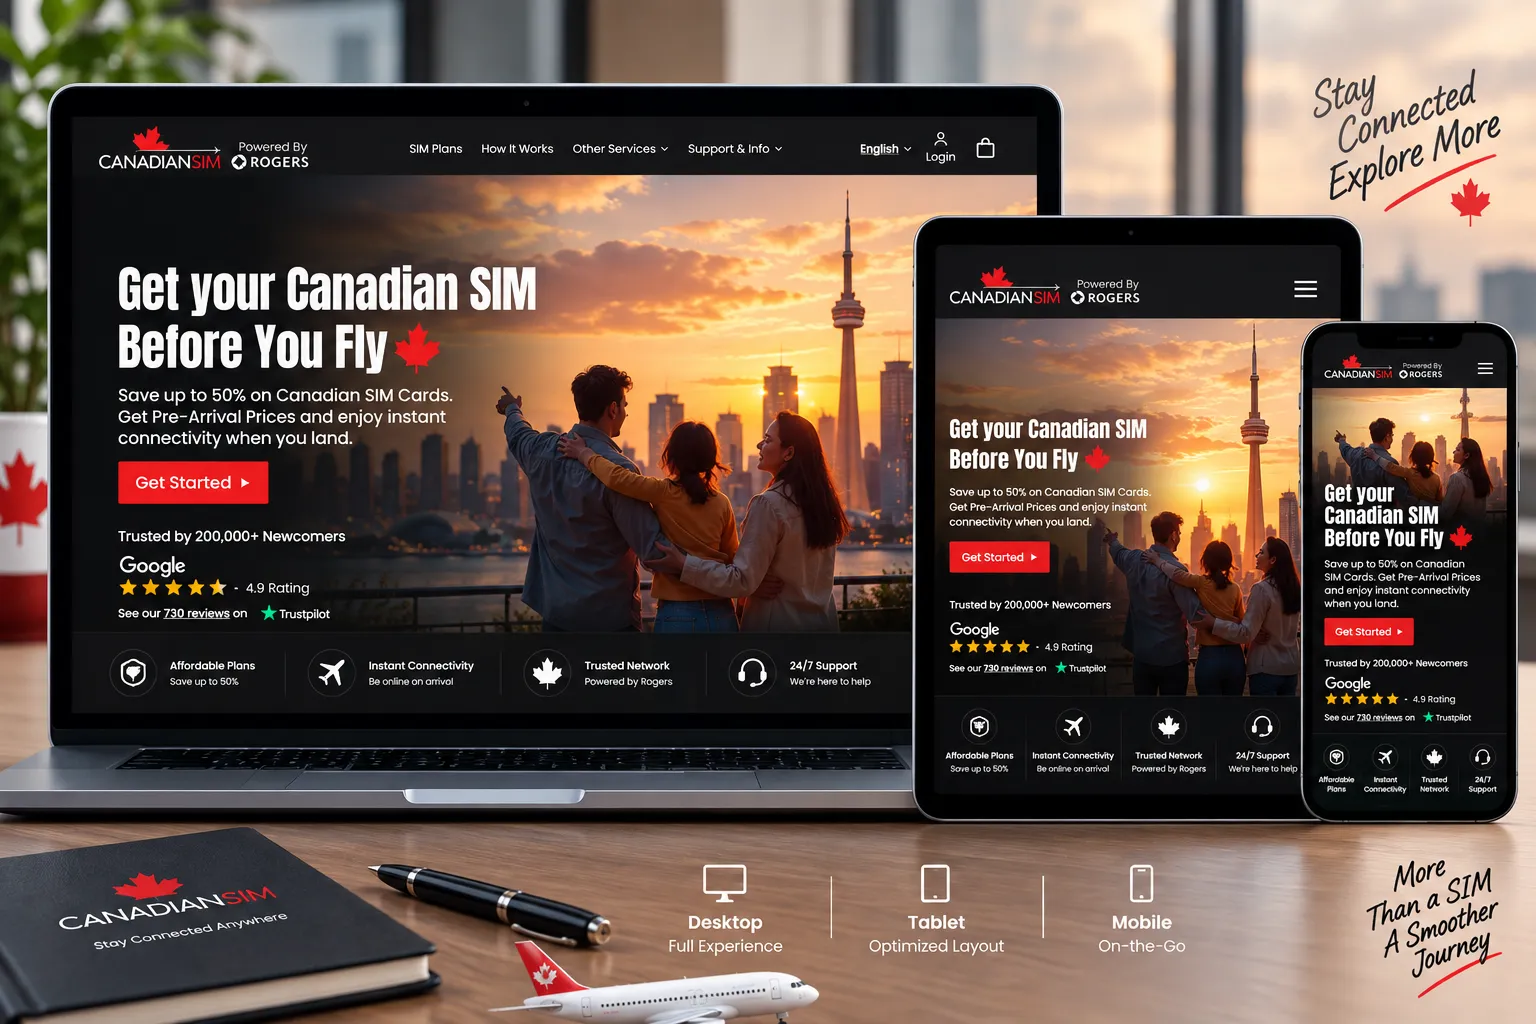 CANADIANSIM
Powered By
ROGERS
SIM Plans
How It Works
Other Services
Support & Info
English
Login
Get your Canadian SIM
Before You Fly
Save up to 50% on Canadian SIM Cards.
Get Pre-Arrival Prices and enjoy instant
connectivity when you land.
Get Started
Trusted by 200,000+ Newcomers
Google
- 4.9 Rating
See our 730 reviews on
Trustpilot
Affordable Plans
Save up to 50%
Instant Connectivity
Be online on arrival
Trusted Network
Powered by Rogers
24/7 Support
We're here to help
Stay
Connected
Explore More
CANADIANSIM
Powered By
ROGERS
Get your Canadian SIM
Before You Fly
Save up to 50% on Canadian SIM Cards.
Get Pre-Arrival Prices and enjoy instant
connectivity when you land.
Get Started
Trusted by 200,000+ Newcomers
Google
- 4.9 Rating
See our 730 reviews on
Trustpilot
Affordable Plans
Save up to 50%
Instant Connectivity
Be online on arrival
Trusted Network
Powered by Rogers
24/7 Support
We're here to help
CANADIANSIM
Powered By
ROGERS
Get your
Canadian SIM
Before You Fly
Save up to 50% on Canadian
SIM Cards. Get Pre-Arrival Prices
and enjoy instant connectivity
when you land.
Get Started
Trusted by 200,000+ Newcomers
Google
- 4.9 Rating
See our 730 reviews on
Trustpilot
Affordable
Plans
Instant
Connectivity
Trusted
Network
24/7
Support
CANADIANSIM
Stay Connected Anywhere
Desktop
Full Experience
Tablet
Optimized Layout
Mobile
On-the-Go
More
Than a SIM
A Smoother
Journey